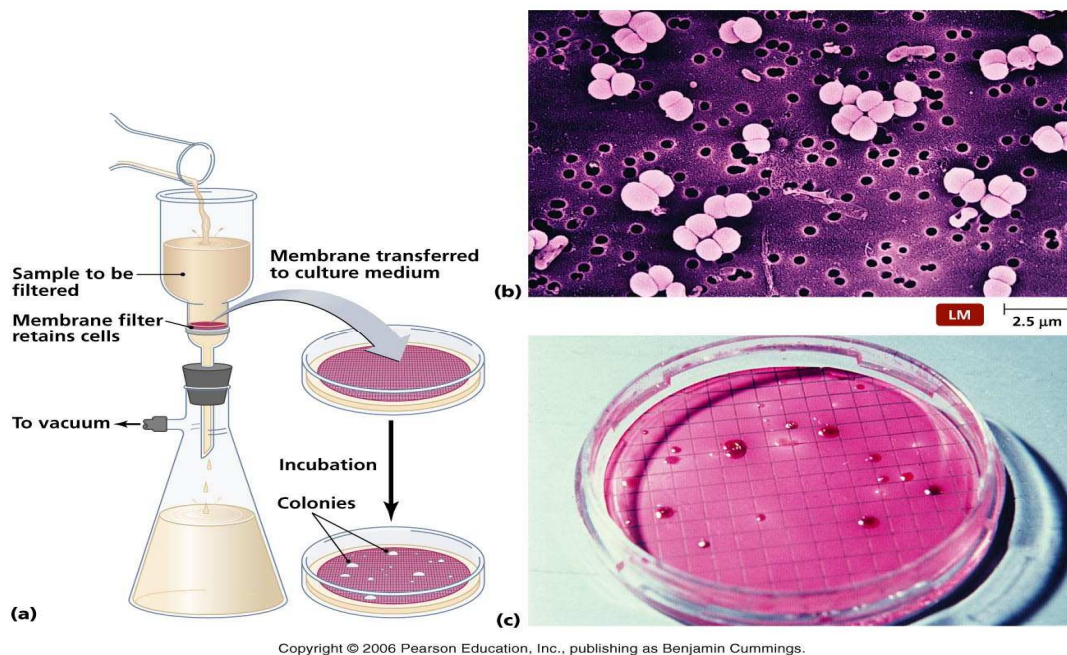 Sample to be
filtered
Membrane filter
retains cells
To vacuum
(a)
Membrane transferred
to culture medium
Incubation
Colonies
(b)
LM
2.5 μm
(c)
Copyright © 2006 Pearson Education, Inc., publishing as Benjamin Cummings.